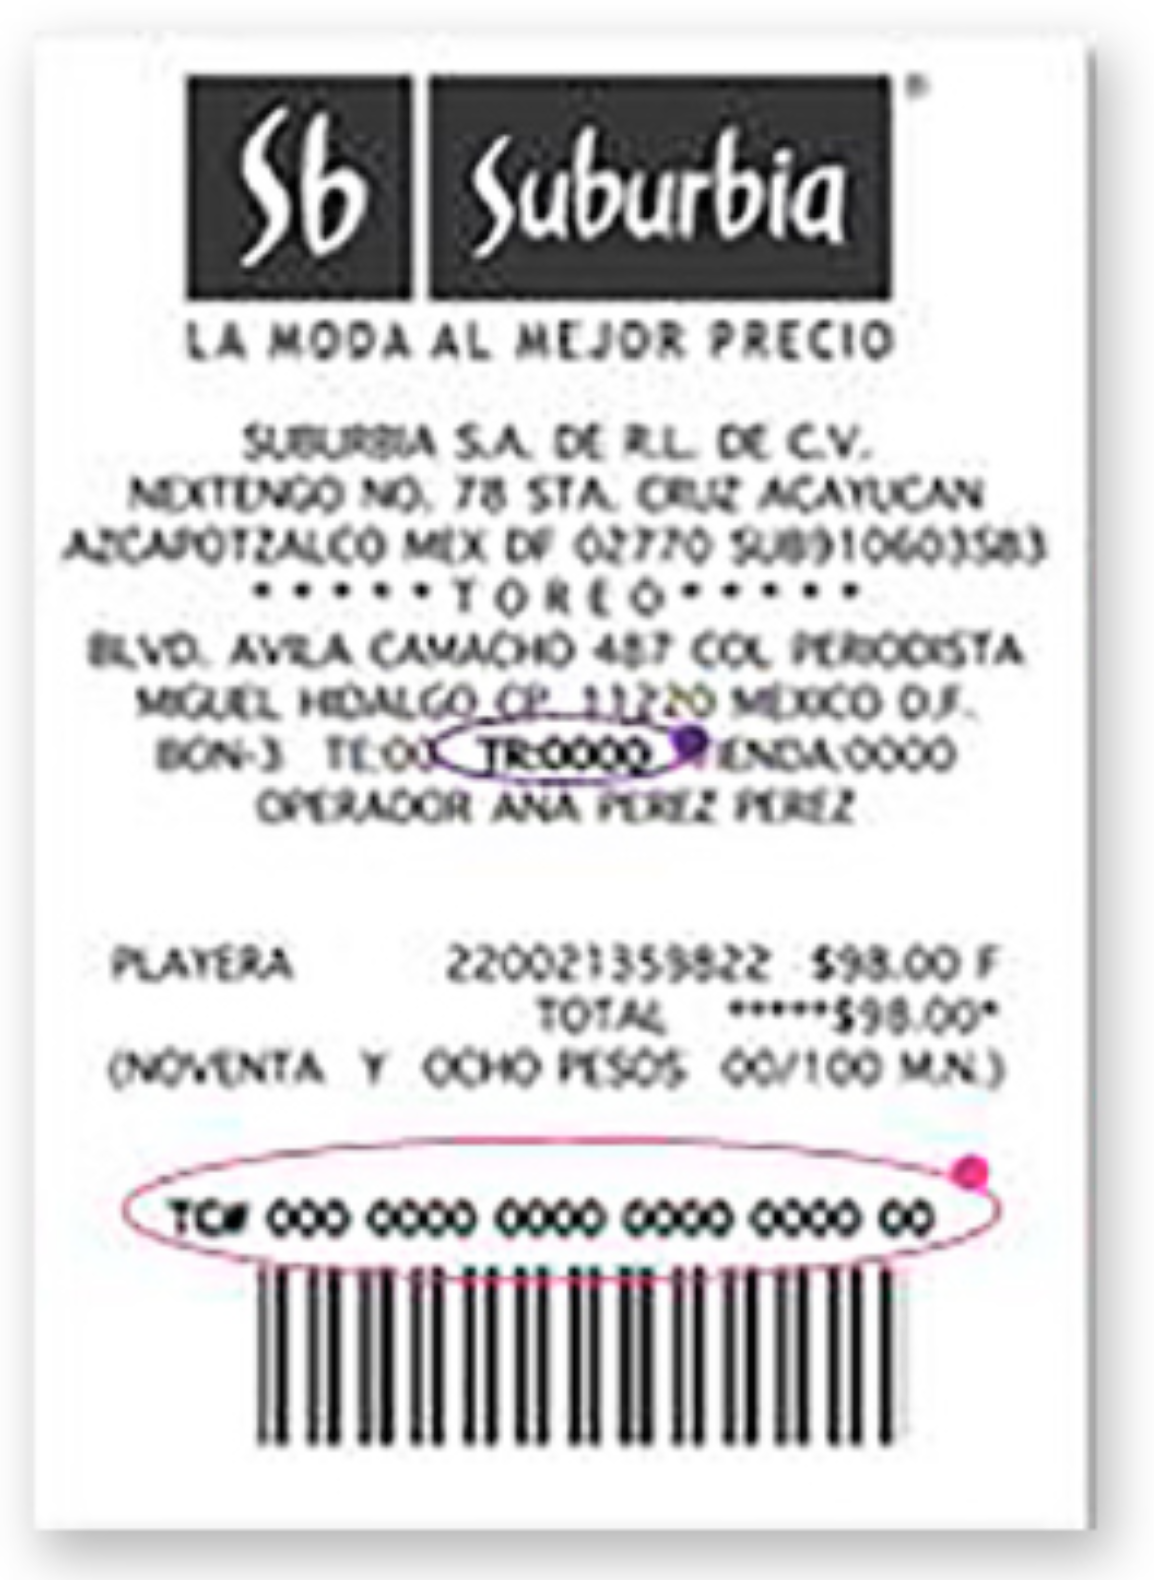 Sb Suburbia ®
LA MODA AL MEJOR PRECIO
SUBURBIA S.A. DE R.L. DE C.V.
NEXTENGO NO. 78 STA. CRUZ ACAYUCAN
AZCAPOTZALCO MEX DF 02770 SUB910603SB3
*****TOREO*****
BLVD. AVILA CAMACHO 487 COL PERIODISTA
MIGUEL HIDALGO CP. 11220 MEXICO D.F.
BON-3 TE:00 TR:0000 TIENDA:0000
OPERADOR ANA PEREZ PEREZ
PLAYERA 220021359822 $98.00 F
TOTAL *****$98.00*
(NOVENTA Y OCHO PESOS 00/100 M.N.)
TC# 000 0000 0000 0000 0000 00